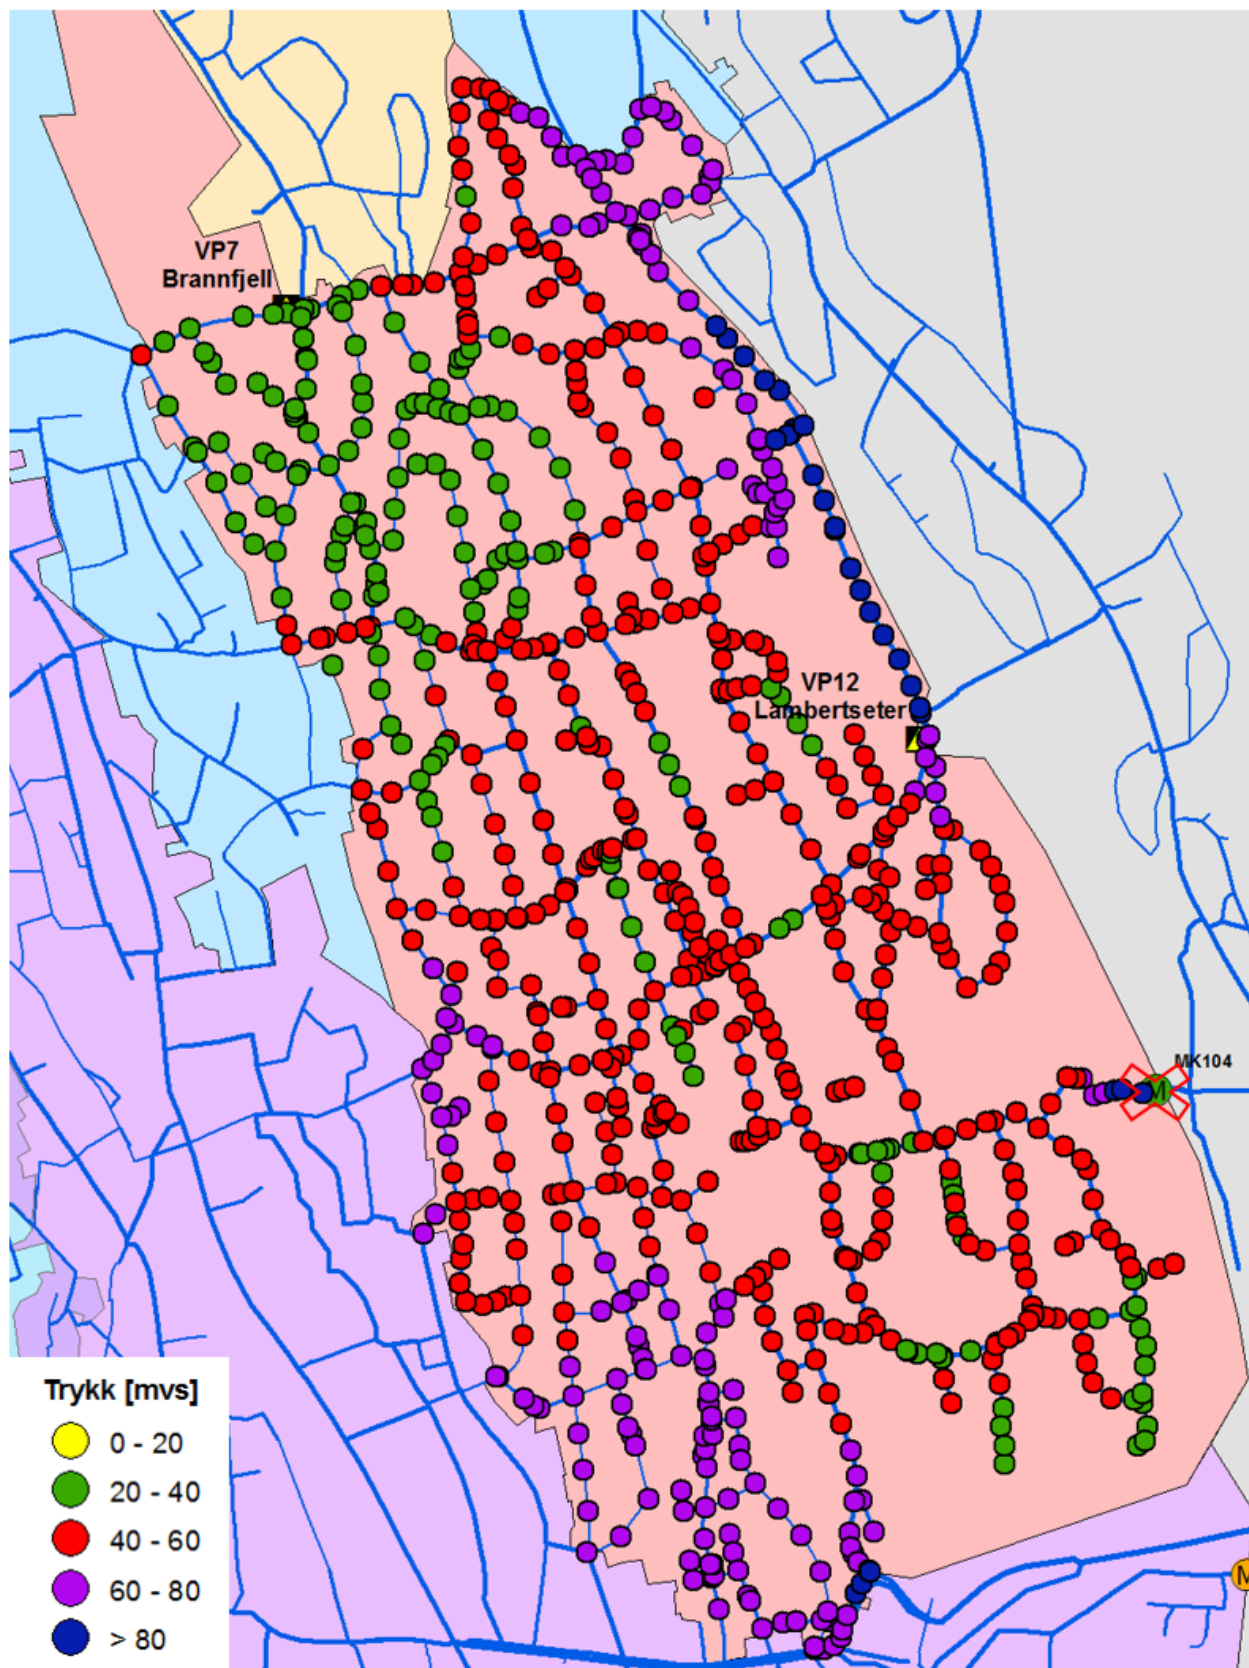 VP7
Brannfjell
VP12
Lambertseter
MK104
M
M
Trykk [mvs]
0 - 20
20 - 40
40 - 60
60 - 80
> 80